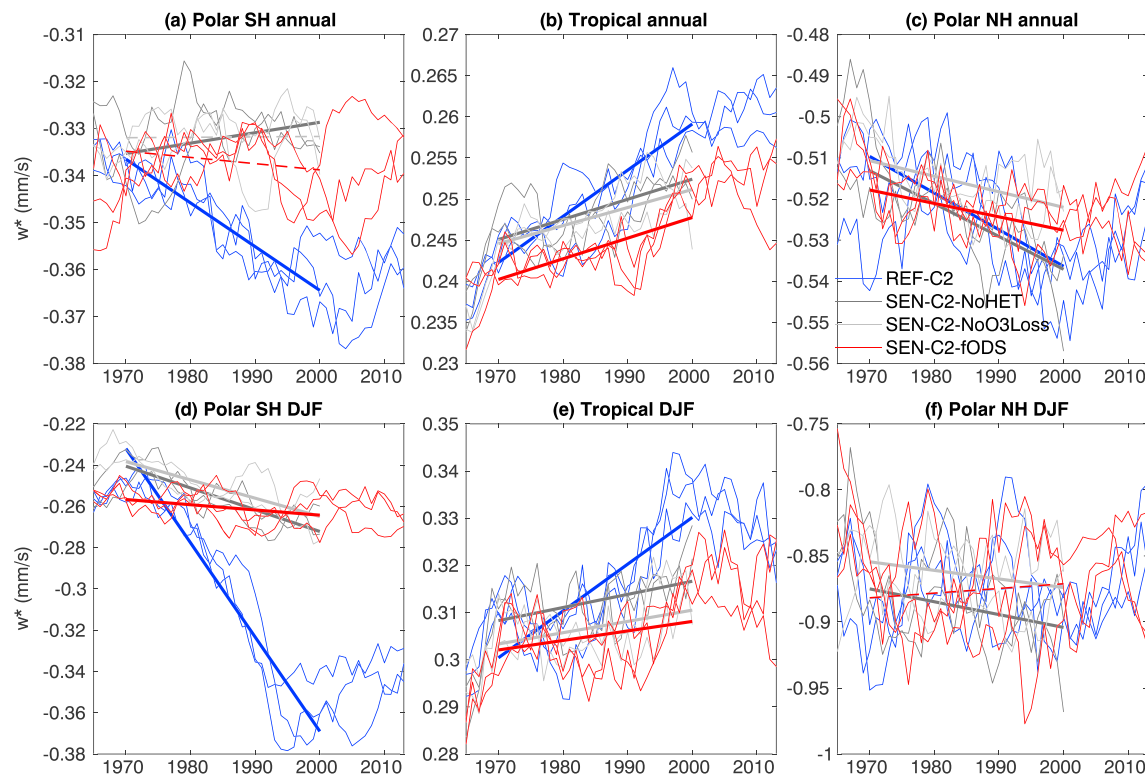 (a) Polar SH annual
(b) Tropical annual
(c) Polar NH annual
w* (mm/s)
-0.31
-0.32
-0.33
-0.34
-0.35
-0.36
-0.37
-0.38
1970 1980 1990 2000 2010
0.27
0.265
0.26
0.255
0.25
0.245
0.24
0.235
0.23
1970 1980 1990 2000 2010
-0.48
-0.49
-0.5
-0.51
-0.52
-0.53
-0.54
-0.55
-0.56
REF-C2
SEN-C2-NoHET
SEN-C2-NoO3Loss
SEN-C2-fODS
1970 1980 1990 2000 2010
(d) Polar SH DJF
(e) Tropical DJF
(f) Polar NH DJF
w* (mm/s)
-0.22
-0.24
-0.26
-0.28
-0.3
-0.32
-0.34
-0.36
-0.38
1970 1980 1990 2000 2010
0.35
0.34
0.33
0.32
0.31
0.3
0.29
0.28
1970 1980 1990 2000 2010
-0.75
-0.8
-0.85
-0.9
-0.95
-1
1970 1980 1990 2000 2010